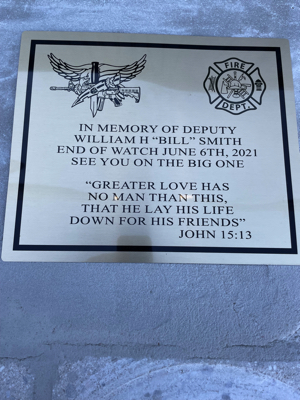 FIRE
DEPT.
IN MEMORY OF DEPUTY
WILLIAM H "BILL" SMITH
END OF WATCH JUNE 6TH, 2021
SEE YOU ON THE BIG ONE
"GREATER LOVE HAS
NO MAN THAN THIS,
THAT HE LAY HIS LIFE
DOWN FOR HIS FRIENDS"
JOHN 15:13